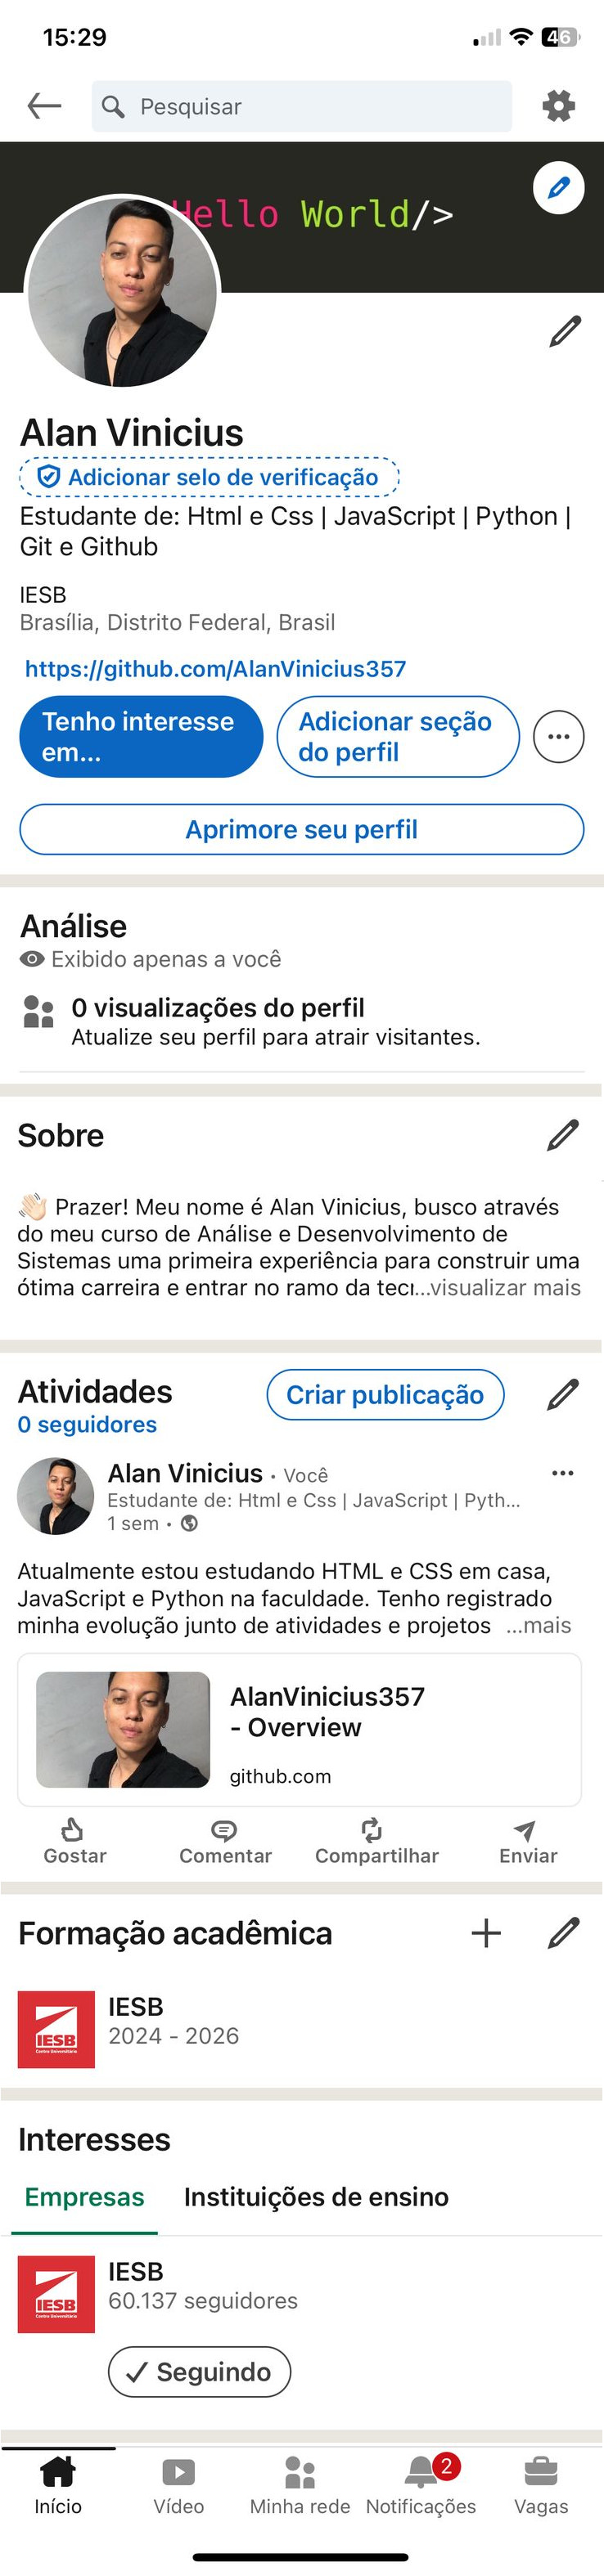 15:29
46
Pesquisar
Hello World/>
Alan Vinicius
Adicionar selo de verificação
Estudante de: Html e Css | JavaScript | Python |
Git e Github
IESB
Brasília, Distrito Federal, Brasil
https://github.com/AlanVinicius357
Tenho interesse
em...
Adicionar seção
do perfil
Aprimore seu perfil
Análise
Exibido apenas a você
0 visualizações do perfil
Atualize seu perfil para atrair visitantes.
Sobre
👋🏻 Prazer! Meu nome é Alan Vinicius, busco através
do meu curso de Análise e Desenvolvimento de
Sistemas uma primeira experiência para construir uma
ótima carreira e entrar no ramo da tecr...visualizar mais
Atividades
Criar publicação
0 seguidores
Alan Vinicius • Você
Estudante de: Html e Css | JavaScript | Pyth...
1 sem •
Atualmente estou estudando HTML e CSS em casa,
JavaScript e Python na faculdade. Tenho registrado
minha evolução junto de atividades e projetos ...mais
AlanVinicius357
- Overview
github.com
Gostar
Comentar
Compartilhar
Enviar
Formação acadêmica
IESB
Centro Universitário
IESB
2024 - 2026
Interesses
Empresas
Instituições de ensino
IESB
Centro Universitário
IESB
60.137 seguidores
Seguindo
2
Início
Vídeo
Minha rede
Notificações
Vagas